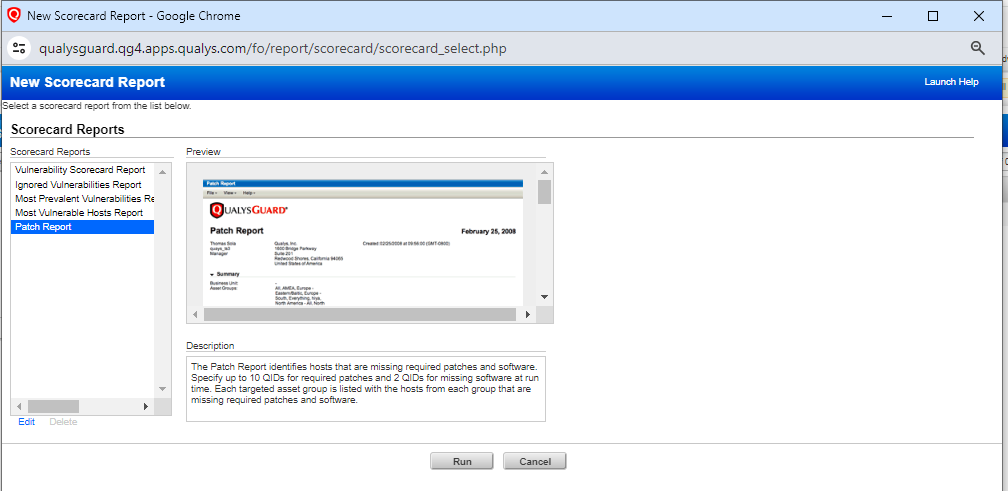 New Scorecard Report - Google Chrome
qualysguard.qg4.apps.qualys.com/fo/report/scorecard/scorecard_select.php
New Scorecard Report
Launch Help
Select a scorecard report from the list below.
Scorecard Reports
Scorecard Reports
Vulnerability Scorecard Report
Ignored Vulnerabilities Report
Most Prevalent Vulnerabilities Re
Most Vulnerable Hosts Report
Patch Report
Edit Delete
Preview
Patch Report
File View Help
QUALYSGUARD
Patch Report February 25, 2008
Thomas Sola Qualys, Inc. Created: 02/25/2008 at 09:56:00 (GMT-0800)
quays_ts3 1600 Bridge Parkway
Manager Suite 201
Redwood Shores, California 94065
United States of America
Summary
Business Unit -
Asset Groups: All, AMEA, Europe -
Eastern/Baltic, Europe -
South, Everything, Nya,
North America - All, North
Description
The Patch Report identifies hosts that are missing required patches and software.
Specify up to 10 QIDs for required patches and 2 QIDs for missing software at run
time. Each targeted asset group is listed with the hosts from each group that are
missing required patches and software.
Run Cancel